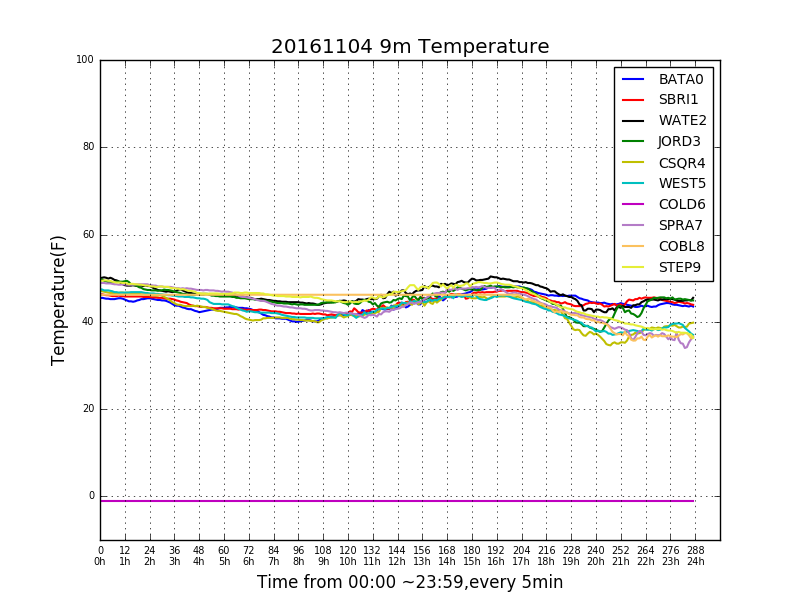 20161104 9m Temperature
100
80
60
40
20
0
Temperature(F)
BATA0
SBRI1
WATE2
JORD3
CSQR4
WEST5
COLD6
SPRA7
COBL8
STEP9
0 12 24 36 48 60 72 84 96 108 120 132 144 156 168 180 192 204 216 228 240 252 264 276 288
0h 1h 2h 3h 4h 5h 6h 7h 8h 9h 10h 11h 12h 13h 14h 15h 16h 17h 18h 19h 20h 21h 22h 23h 24h
Time from 00:00 ~23:59,every 5min